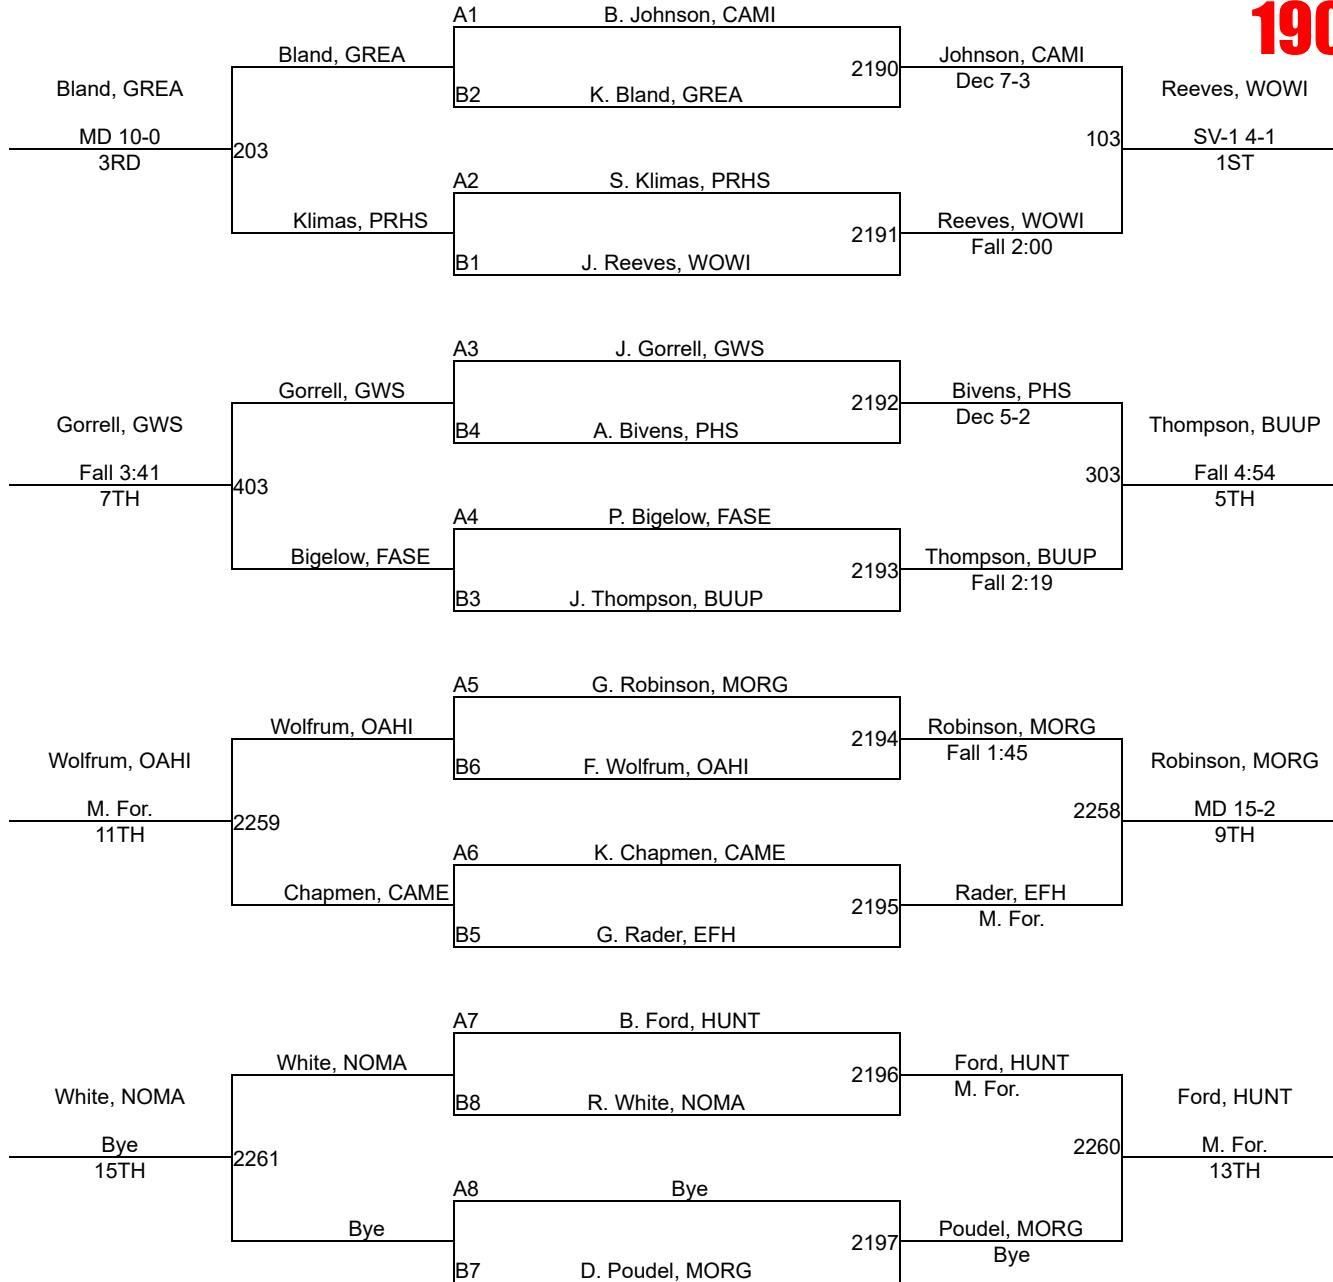 A1 B. Johnson, CAMI
190
Bland, GREA
2190
Johnson, CAMI
Dec 7-3
Bland, GREA
B2 K. Bland, GREA
Reeves, WOWI
MD 10-0
3RD
203
103
SV-1 4-1
1ST
A2 S. Klimas, PRHS
Klimas, PRHS
2191
Reeves, WOWI
Fall 2:00
B1 J. Reeves, WOWI
A3 J. Gorrell, GWS
Gorrell, GWS
2192
Bivens, PHS
Dec 5-2
Gorrell, GWS
B4 A. Bivens, PHS
Thompson, BUUP
Fall 3:41
7TH
403
303
Fall 4:54
5TH
A4 P. Bigelow, FASE
Bigelow, FASE
2193
Thompson, BUUP
Fall 2:19
B3 J. Thompson, BUUP
A5 G. Robinson, MORG
Wolfrum, OAHI
2194
Robinson, MORG
Fall 1:45
Wolfrum, OAHI
B6 F. Wolfrum, OAHI
Robinson, MORG
M. For.
11TH
2259
2258
MD 15-2
9TH
A6 K. Chapmen, CAME
Chapmen, CAME
2195
Rader, EFH
M. For.
B5 G. Rader, EFH
A7 B. Ford, HUNT
White, NOMA
2196
Ford, HUNT
M. For.
White, NOMA
B8 R. White, NOMA
Ford, HUNT
Bye
15TH
2261
2260
M. For.
13TH
A8 Bye
Bye
2197
Poudel, MORG
Bye
B7 D. Poudel, MORG